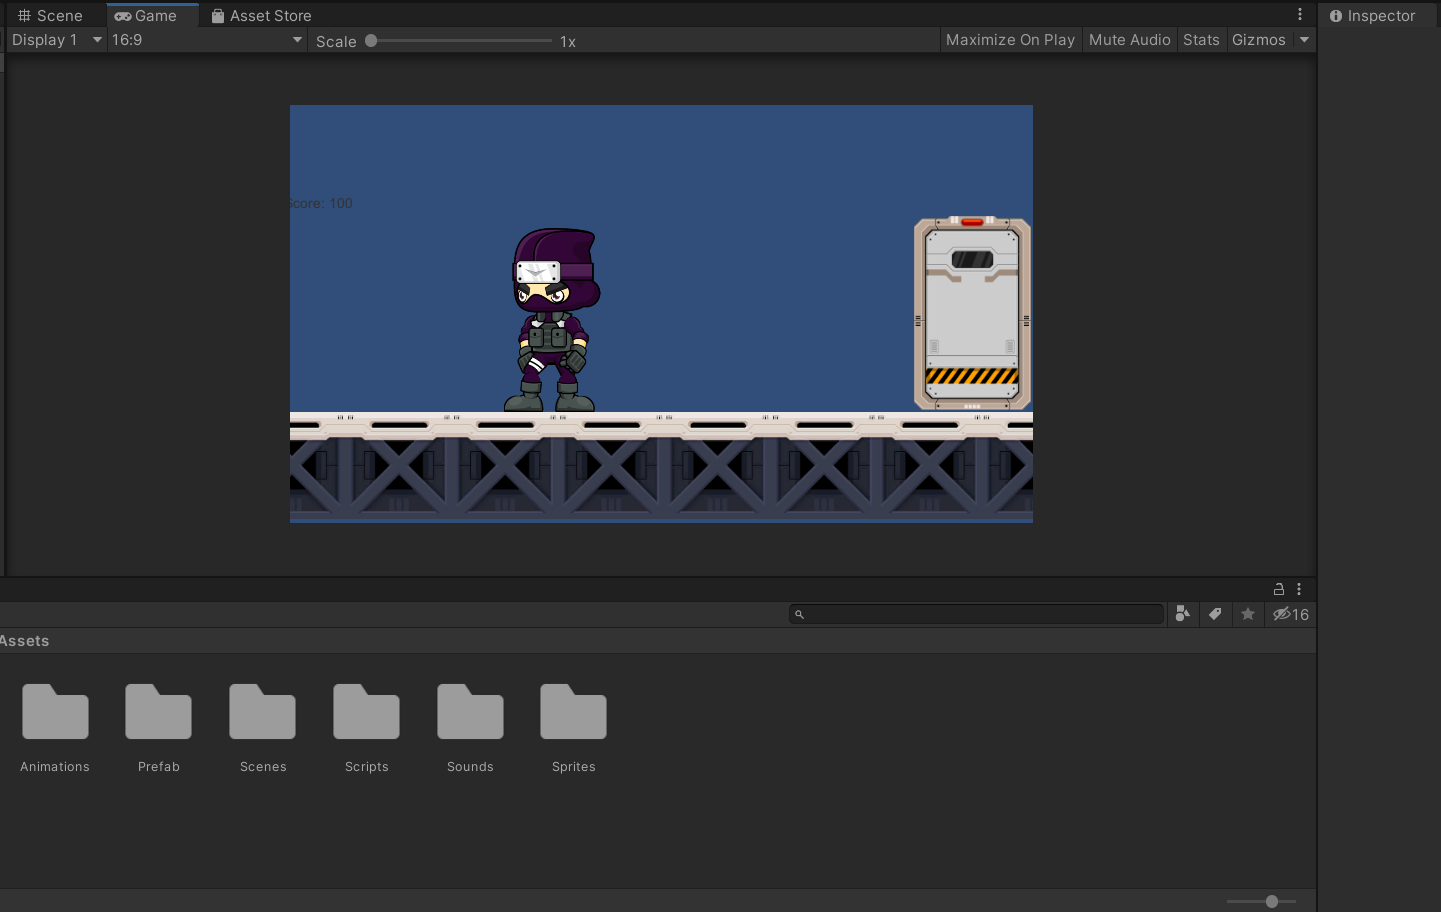 Scene Game Asset Store Inspector
Display 1 16:9 Scale 1x Maximize On Play Mute Audio Stats Gizmos
Score: 100
16
Assets
Animations Prefab Scenes Scripts Sounds Sprites